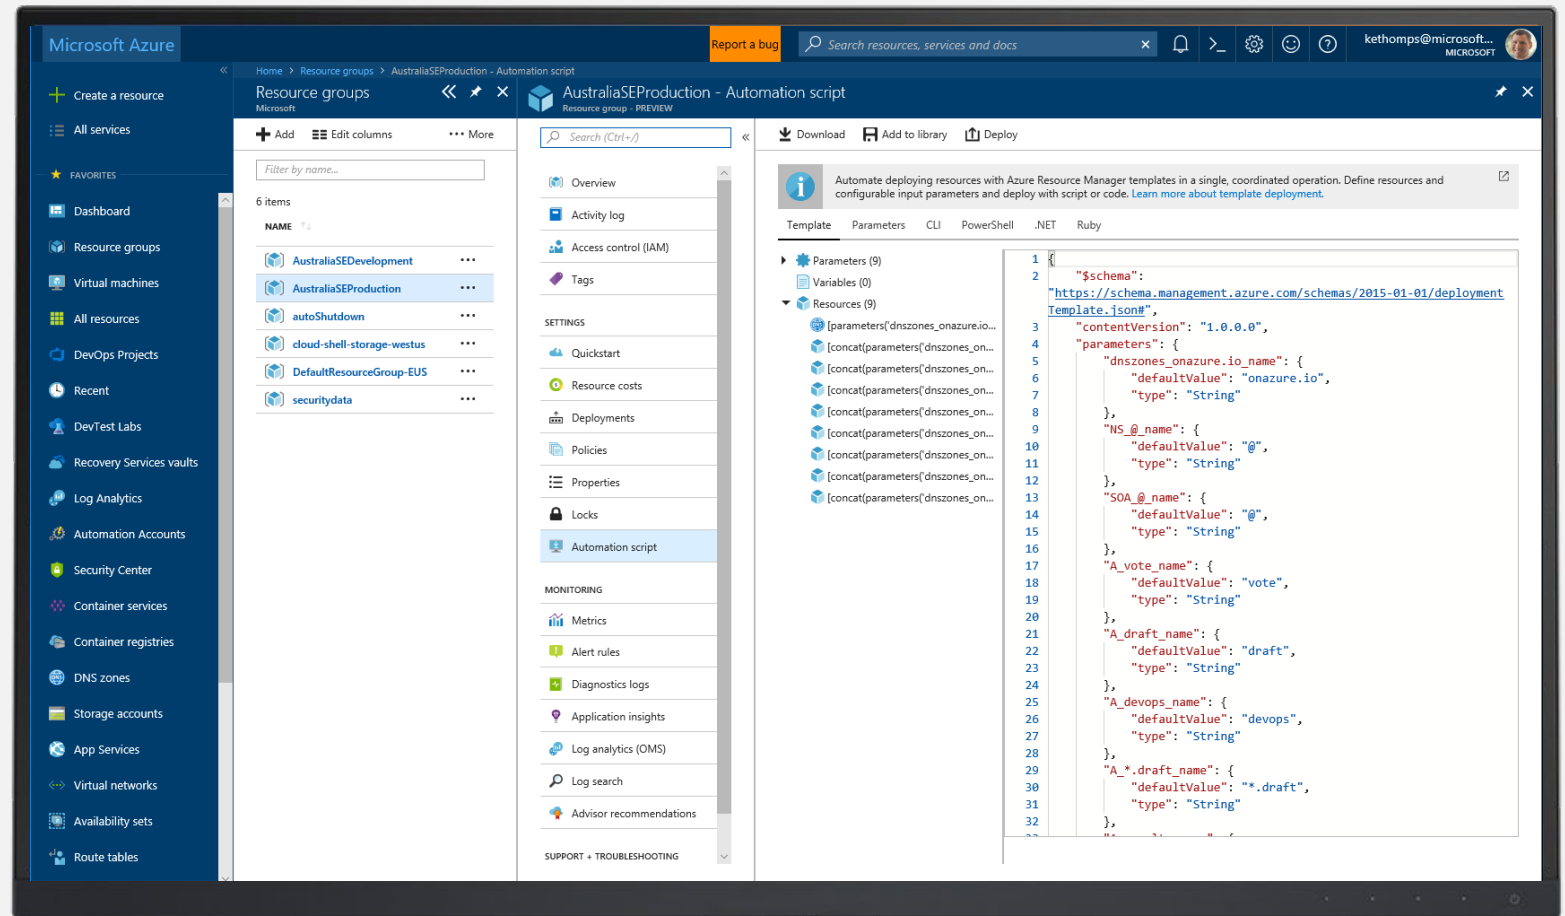 Microsoft Azure
Report a bug
Search resources, services and docs
kethomps@microsoft...
MICROSOFT
Home > Resource groups > AustraliaSEProduction - Automation script
Create a resource
All services
FAVORITES
Dashboard
Resource groups
Virtual machines
All resources
DevOps Projects
Recent
DevTest Labs
Recovery Services vaults
Log Analytics
Automation Accounts
Security Center
Container services
Container registries
DNS zones
Storage accounts
App Services
Virtual networks
Availability sets
Route tables
Resource groups
Microsoft
Add
Edit columns
More
Filter by name...
6 items
NAME
AustraliaSEDevelopment
AustraliaSEProduction
autoShutdown
cloud-shell-storage-westus
DefaultResourceGroup-EUS
securitydata
AustraliaSEProduction - Automation script
Resource group - PREVIEW
Search (Ctrl+/)
Overview
Activity log
Access control (IAM)
Tags
SETTINGS
Quickstart
Resource costs
Deployments
Policies
Properties
Locks
Automation script
MONITORING
Metrics
Alert rules
Diagnostics logs
Application insights
Log analytics (OMS)
Log search
Advisor recommendations
SUPPORT + TROUBLESHOOTING
Download
Add to library
Deploy
Automate deploying resources with Azure Resource Manager templates in a single, coordinated operation. Define resources and
configurable input parameters and deploy with script or code. Learn more about template deployment.
Template Parameters CLI PowerShell .NET Ruby
Parameters (9)
Variables (0)
Resources (9)
[parameters('dnszones_onazure.io...
[concat(parameters('dnszones_on...
[concat(parameters('dnszones_on...
[concat(parameters('dnszones_on...
[concat(parameters('dnszones_on...
[concat(parameters('dnszones_on...
[concat(parameters('dnszones_on...
[concat(parameters('dnszones_on...
[concat(parameters('dnszones_on...
1 {
2 "$schema":
"https://schema.management.azure.com/schemas/2015-01-01/deployment
Template.json#",
3 "contentVersion": "1.0.0.0",
4 "parameters": {
5 "dnszones_onazure.io_name": {
6 "defaultValue": "onazure.io",
7 "type": "String"
8 },
9 "NS_@_name": {
10 "defaultValue": "@",
11 "type": "String"
12 },
13 "SOA_@_name": {
14 "defaultValue": "@",
15 "type": "String"
16 },
17 "A_vote_name": {
18 "defaultValue": "vote",
19 "type": "String"
20 },
21 "A_draft_name": {
22 "defaultValue": "draft",
23 "type": "String"
24 },
25 "A_devops_name": {
26 "defaultValue": "devops",
27 "type": "String"
28 },
29 "A_*.draft_name": {
30 "defaultValue": "*.draft",
31 "type": "String"
32 },